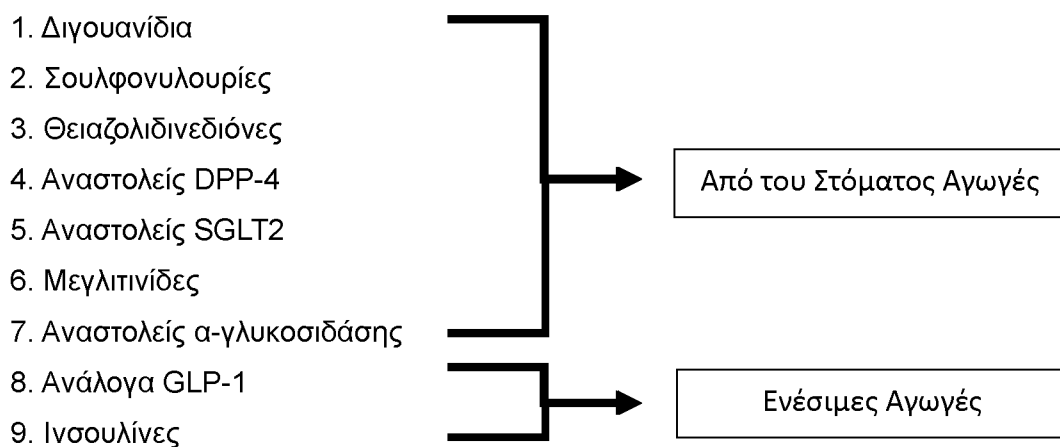 1. Διγουανίδια
2. Σουλφονυλουρίες
3. Θειαζολιδινεδιόνες
4. Αναστολείς DPP-4
5. Αναστολείς SGLT2
6. Μεγλιτινίδες
7. Αναστολείς α-γλυκοσιδάσης
8. Ανάλογα GLP-1
9. Ινσουλίνες
Από του Στόματος Αγωγές
Ενέσιμες Αγωγές